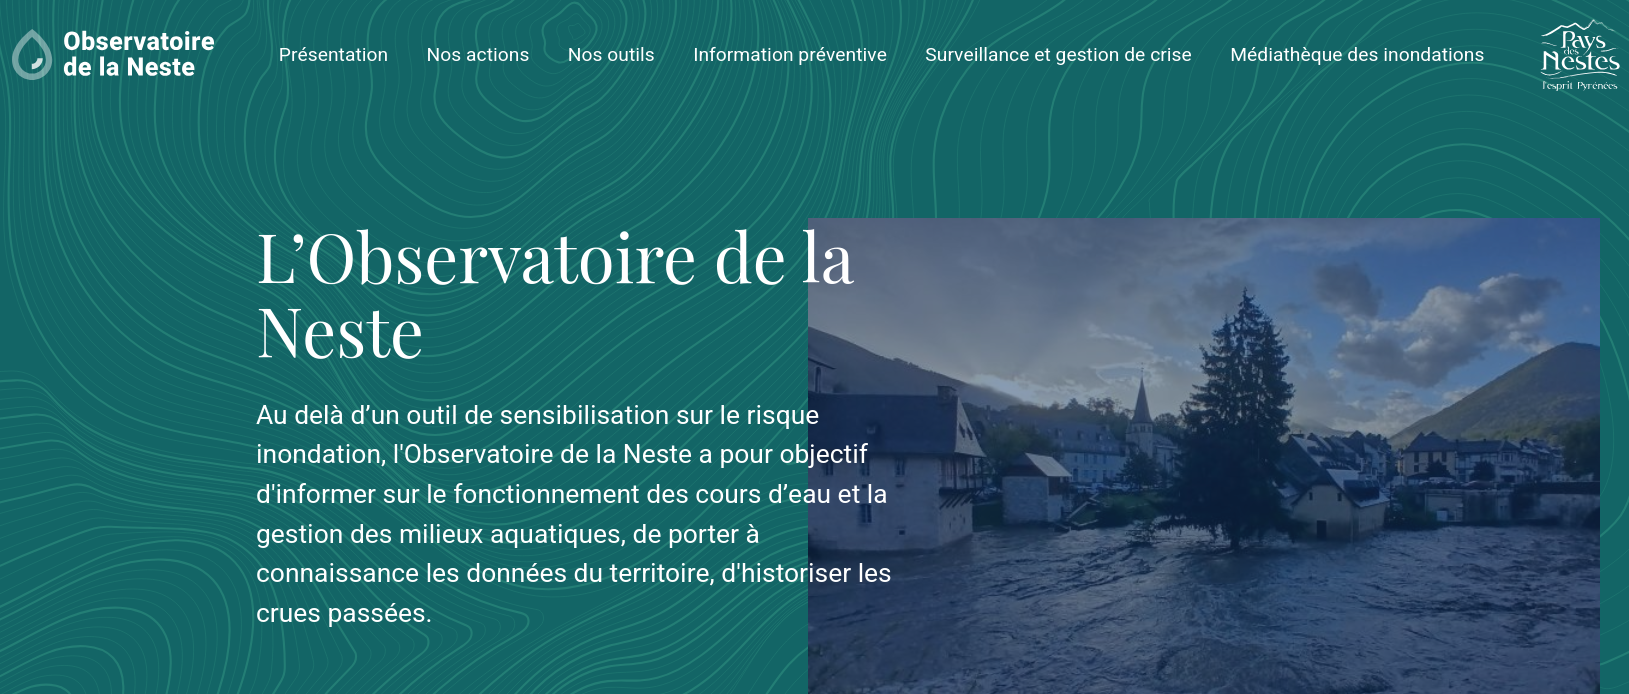 Observatoire
de la Neste
Présentation
Nos actions
Nos outils
Information préventive
Surveillance et gestion de crise
Médiathèque des inondations
Pays
des
Nestes
l'esprit Pyrénées
L’Observatoire de la
Neste
Au delà d’un outil de sensibilisation sur le risque
inondation, l'Observatoire de la Neste a pour objectif
d'informer sur le fonctionnement des cours d’eau et la
gestion des milieux aquatiques, de porter à
connaissance les données du territoire, d'historiser les
crues passées.